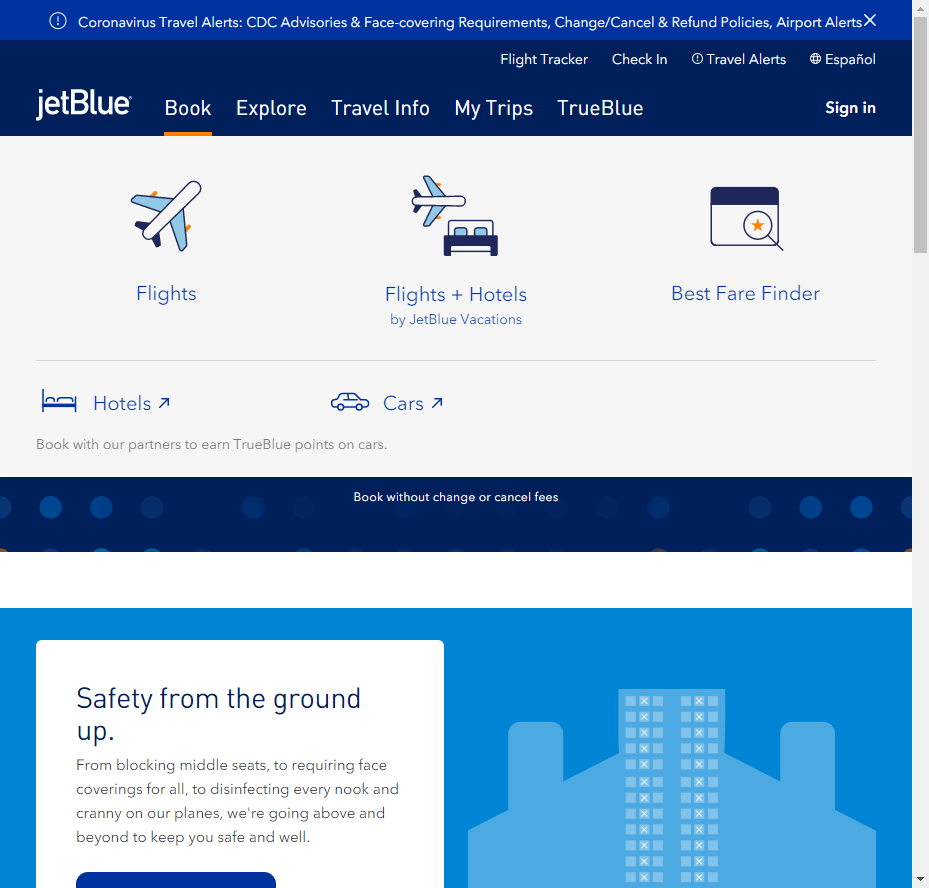 Coronavirus Travel Alerts: CDC Advisories & Face-covering Requirements, Change/Cancel & Refund Policies, Airport Alerts
Flight Tracker Check In Travel Alerts Español
jetBlue Book Explore Travel Info My Trips TrueBlue Sign in
Flights
Flights + Hotels
by JetBlue Vacations
Best Fare Finder
Hotels
Cars
Book with our partners to earn TrueBlue points on cars.
Book without change or cancel fees
Safety from the ground
up.
From blocking middle seats, to requiring face
coverings for all, to disinfecting every nook and
cranny on our planes, we're going above and
beyond to keep you safe and well.